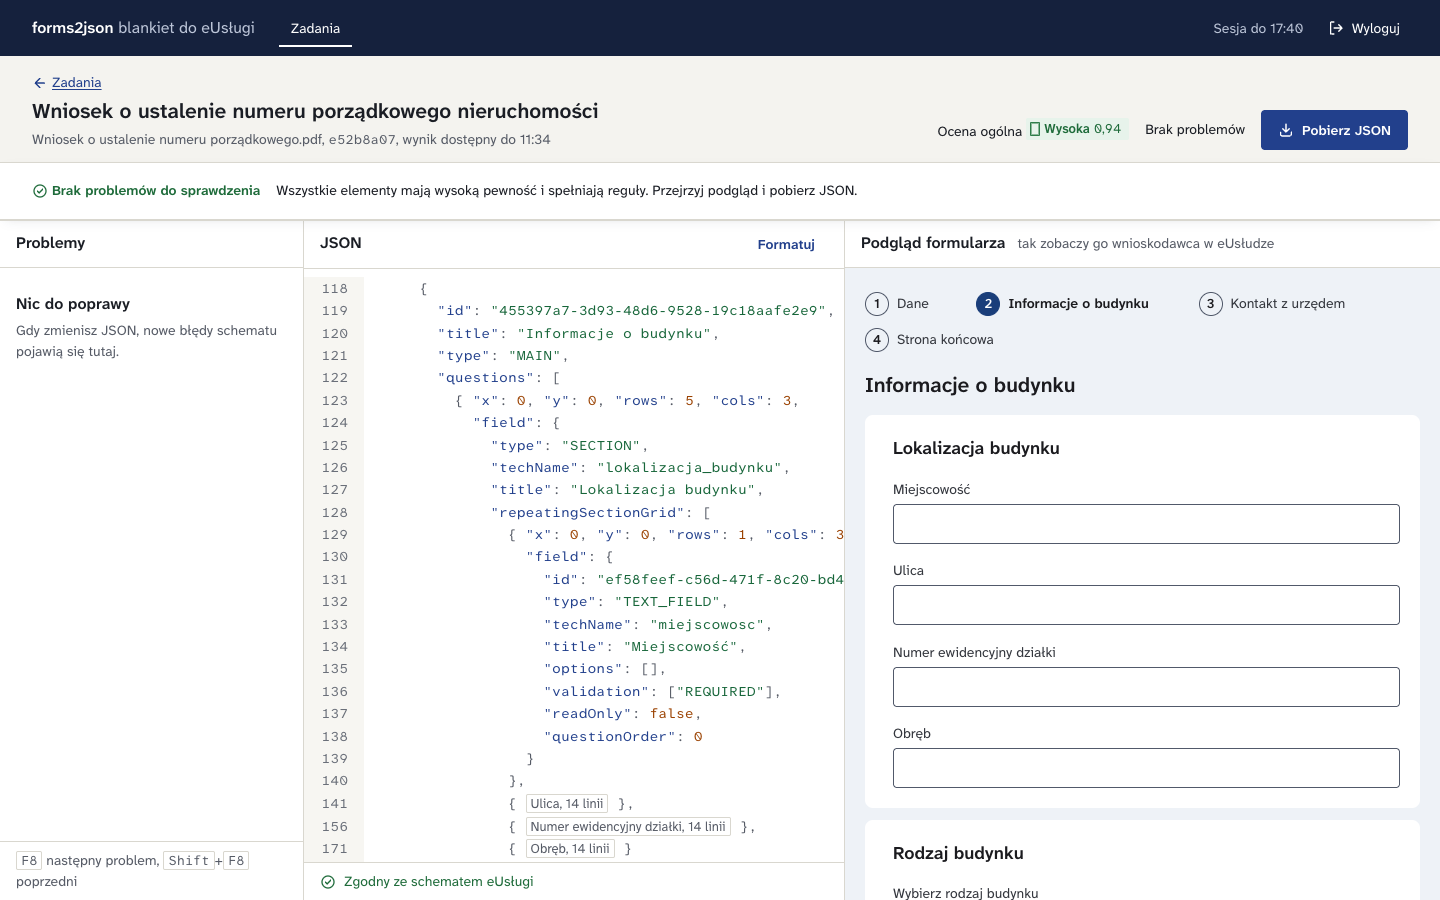 forms2json blankiet do eUsługi
Zadania
Sesja do 17:40
Wyloguj
Zadania
Wniosek o ustalenie numeru porządkowego nieruchomości
Wniosek o ustalenie numeru porządkowego.pdf, e52b8a07, wynik dostępny do 11:34
Ocena ogólna Wysoka 0,94
Brak problemów
Pobierz JSON
Brak problemów do sprawdzenia Wszystkie elementy mają wysoką pewność i spełniają reguły. Przejrzyj podgląd i pobierz JSON.
Problemy
Nic do poprawy
Gdy zmienisz JSON, nowe błędy schematu
pojawią się tutaj.
F8 następny problem, Shift+F8
poprzedni
JSON
Formatuj
118 {
119 "id": "455397a7-3d93-48d6-9528-19c18aafe2e9",
120 "title": "Informacje o budynku",
121 "type": "MAIN",
122 "questions": [
123 { "x": 0, "y": 0, "rows": 5, "cols": 3,
124 "field": {
125 "type": "SECTION",
126 "techName": "lokalizacja_budynku",
127 "title": "Lokalizacja budynku",
128 "repeatingSectionGrid": [
129 { "x": 0, "y": 0, "rows": 1, "cols": 3
130 "field": {
131 "id": "ef58feef-c56d-471f-8c20-bd4
132 "type": "TEXT_FIELD",
133 "techName": "miejscowosc",
134 "title": "Miejscowość",
135 "options": [],
136 "validation": ["REQUIRED"],
137 "readOnly": false,
138 "questionOrder": 0
139 }
140 },
141 { Ulica, 14 linii },
156 { Numer ewidencyjny działki, 14 linii },
171 { Obręb, 14 linii }
Zgodny ze schematem eUsługi
Podgląd formularza tak zobaczy go wnioskodawca w eUsłudze
1 Dane
2 Informacje o budynku
3 Kontakt z urzędem
4 Strona końcowa
Informacje o budynku
Lokalizacja budynku
Miejscowość
Ulica
Numer ewidencyjny działki
Obręb
Rodzaj budynku
Wybierz rodzaj budynku